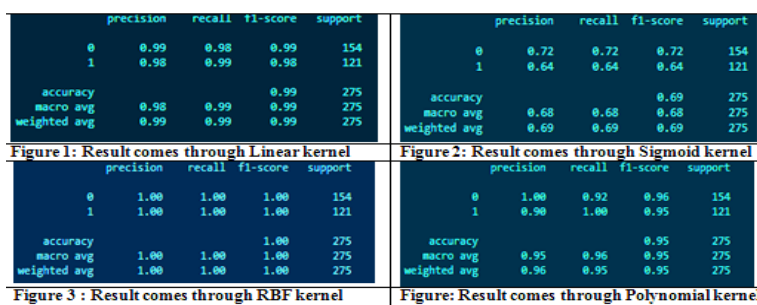 precision recall f1-score support
0 0.99 0.98 0.99 154
1 0.98 0.99 0.98 121
accuracy 0.99 275
macro avg 0.98 0.99 0.99 275
weighted avg 0.99 0.99 0.99 275
Figure 1: Result comes through Linear kernel
precision recall f1-score support
0 0.72 0.72 0.72 154
1 0.64 0.64 0.64 121
accuracy 0.69 275
macro avg 0.68 0.68 0.68 275
weighted avg 0.69 0.69 0.69 275
Figure 2: Result comes through Sigmoid kernel
precision recall f1-score support
0 1.00 1.00 1.00 154
1 1.00 1.00 1.00 121
accuracy 1.00 275
macro avg 1.00 1.00 1.00 275
weighted avg 1.00 1.00 1.00 275
Figure 3 : Result comes through RBF kernel
precision recall f1-score support
0 1.00 0.92 0.96 154
1 0.90 1.00 0.95 121
accuracy 0.95 275
macro avg 0.95 0.96 0.95 275
weighted avg 0.96 0.95 0.95 275
Figure: Result comes through Polynomial kerne